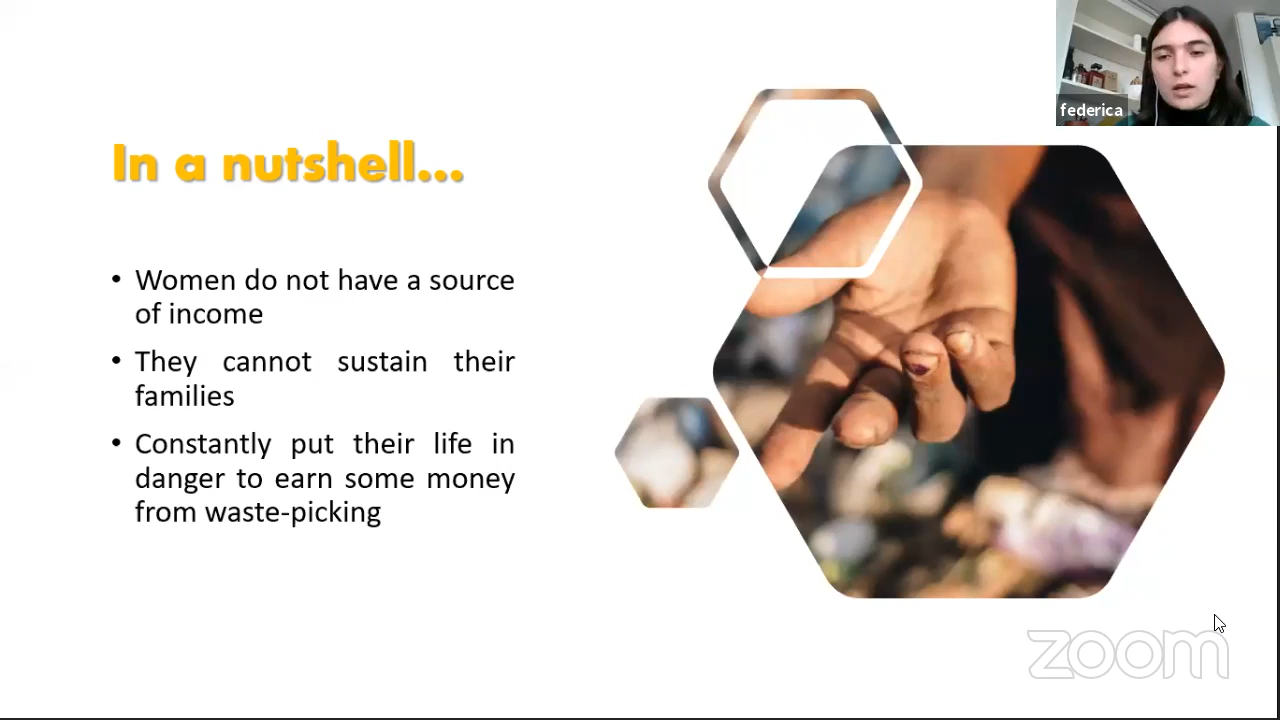 federica
In a nutshell...
• Women do not have a source
of income
• They cannot sustain their
families
• Constantly put their life in
danger to earn some money
from waste-picking
zoom